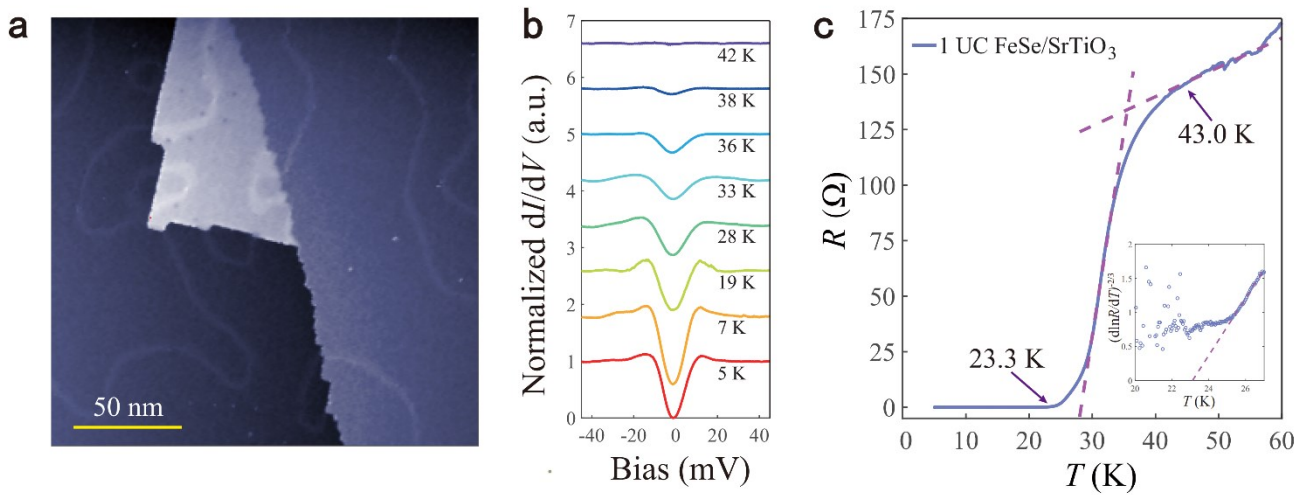 a
50 nm
b
Normalized dI/dV (a.u.)
7
6
5
4
3
2
1
0
42 K
38 K
36 K
33 K
28 K
19 K
7 K
5 K
-40 -20 0 20 40
Bias (mV)
c
R (Ω)
175
150
125
100
75
50
25
0
1 UC FeSe/SrTiO₃
43.0 K
23.3 K
(dlnR/dT)⁻²/³
2
1.5
1
0.5
0
20 22 24 26
T (K)
0 10 20 30 40 50 60
T (K)